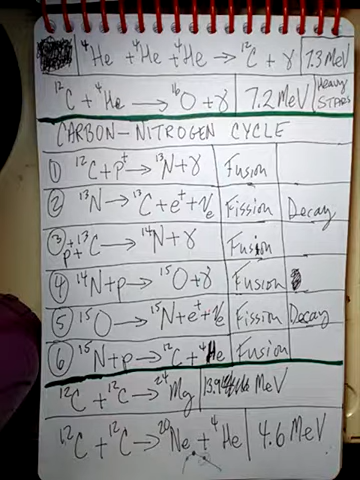 ⁴He + ⁴He + ⁴He → ¹²C + γ 7.3 MeV
¹²C + ⁴He → ¹⁶O + γ 7.2 MeV Heavy Stars
CARBON-NITROGEN CYCLE
① ¹²C + p⁺ → ¹³N + γ Fusion
② ¹³N → ¹³C + e⁺ + νe Fission Decay
③ p⁺ + ¹³C → ¹⁴N + γ Fusion
④ ¹⁴N + p → ¹⁵O + γ Fusion
⑤ ¹⁵O → ¹⁵N + e⁺ + νe Fission Decay
⑥ ¹⁵N + p → ¹²C + ⁴He Fusion
¹²C + ¹²C → ²⁴Mg 13.9 MeV
¹²C + ¹²C → ²⁰Ne + ⁴He 4.6 MeV